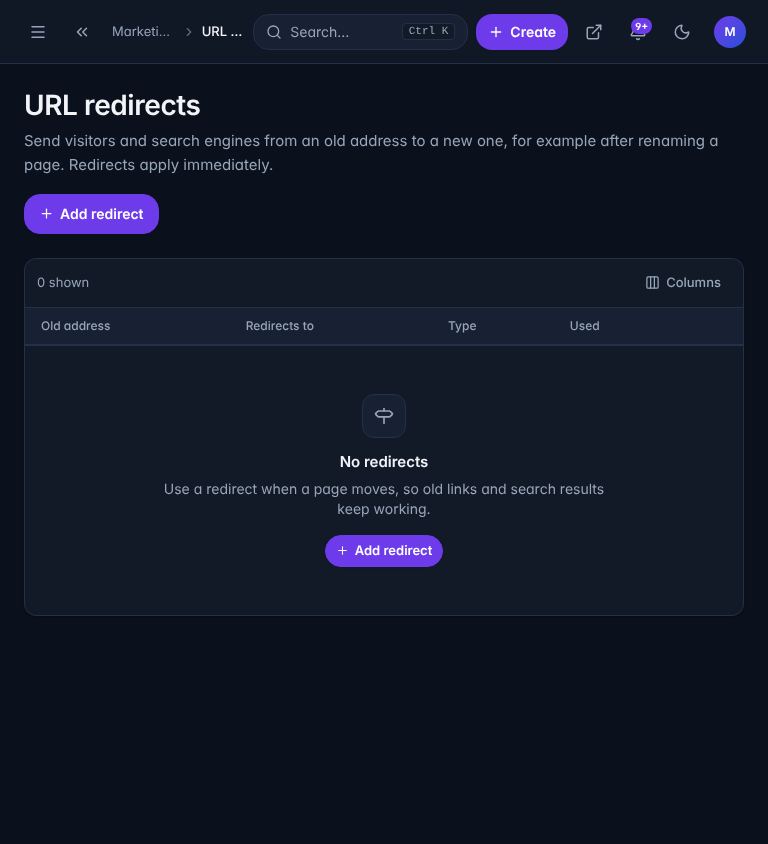 Marketi...
URL ...
Search...
Ctrl K
Create
9+
M
URL redirects
Send visitors and search engines from an old address to a new one, for example after renaming a
page. Redirects apply immediately.
Add redirect
0 shown
Columns
Old address
Redirects to
Type
Used
No redirects
Use a redirect when a page moves, so old links and search results
keep working.
Add redirect